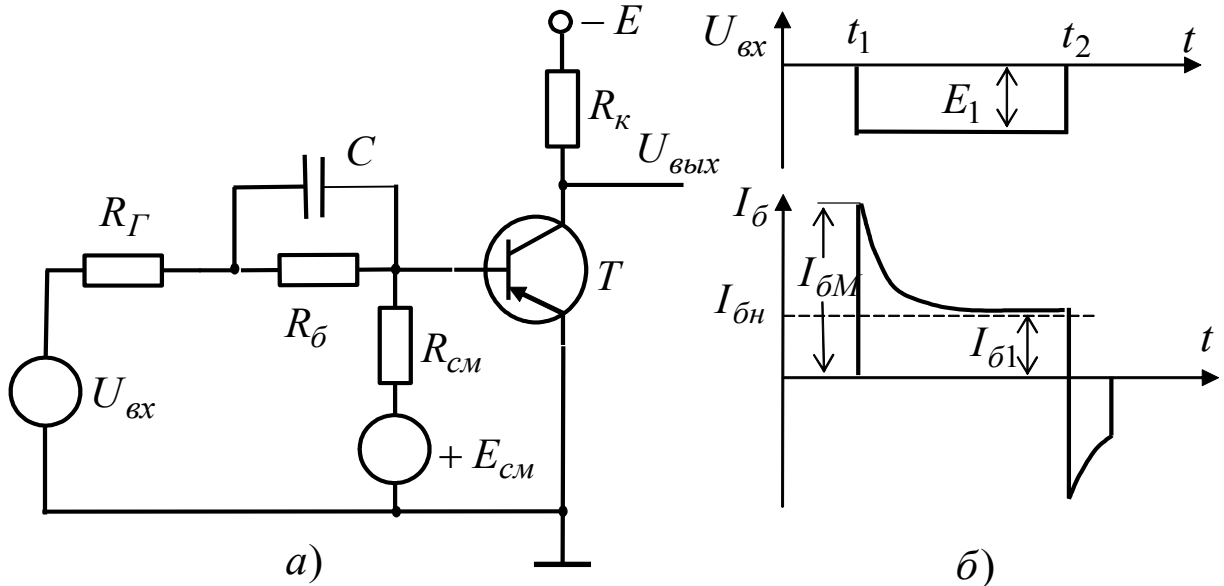 − E
R_к
C
U_вых
R_Г
T
R_б
R_см
U_вх
+ E_см
а)
U_вх
t_1
t_2
t
E_1
I_б
I_бМ
I_бн
I_б1
t
б)